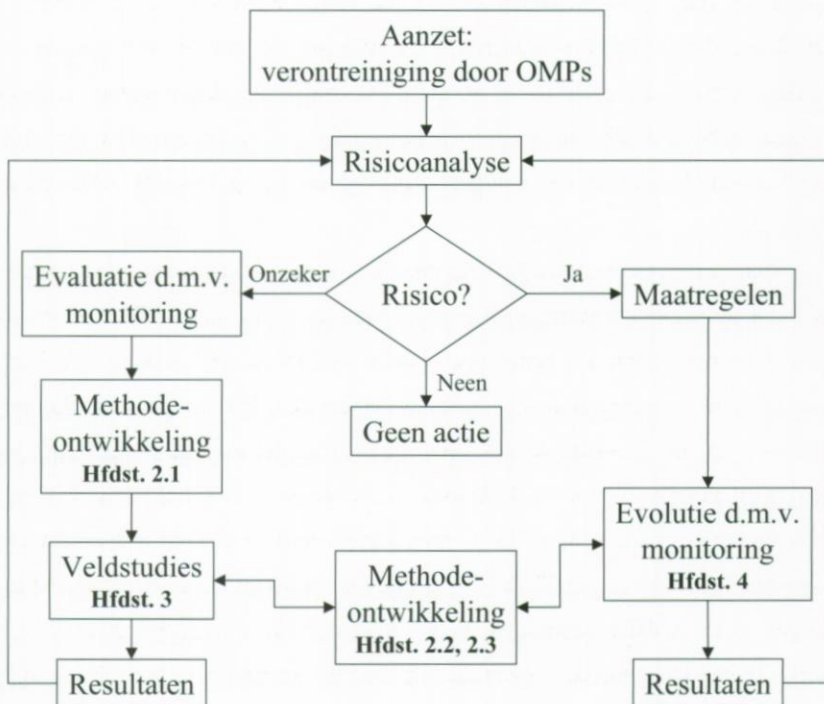 Aanzet:
verontreiniging door OMPs
Risicoanalyse
Evaluatie d.m.v.
monitoring
Onzeker
Risico?
Ja
Maatregelen
Neen
Geen actie
Methode-
ontwikkeling
Hfdst. 2.1
Veldstudies
Hfdst. 3
Methode-
ontwikkeling
Hfdst. 2.2, 2.3
Evolutie d.m.v.
monitoring
Hfdst. 4
Resultaten
Resultaten